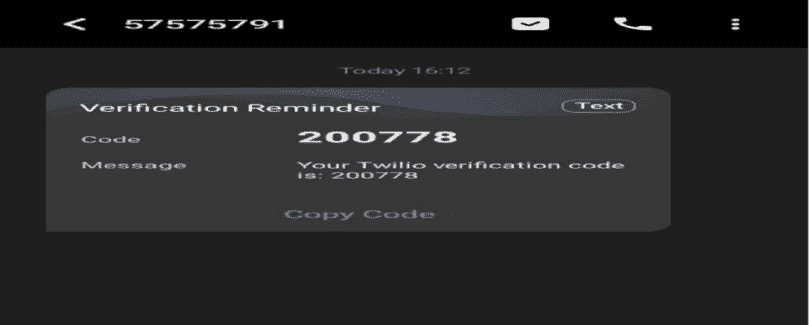 57575791
Today 16:12
Verification Reminder Text
Code 200778
Message Your Twilio verification code
is: 200778
Copy Code